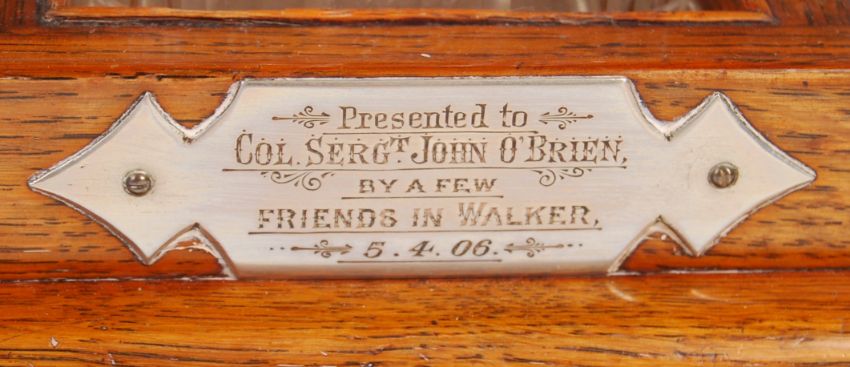 Presented to
COL. SERGT. JOHN O'BRIEN,
BY A FEW
FRIENDS IN WALKER,
5.4.06.